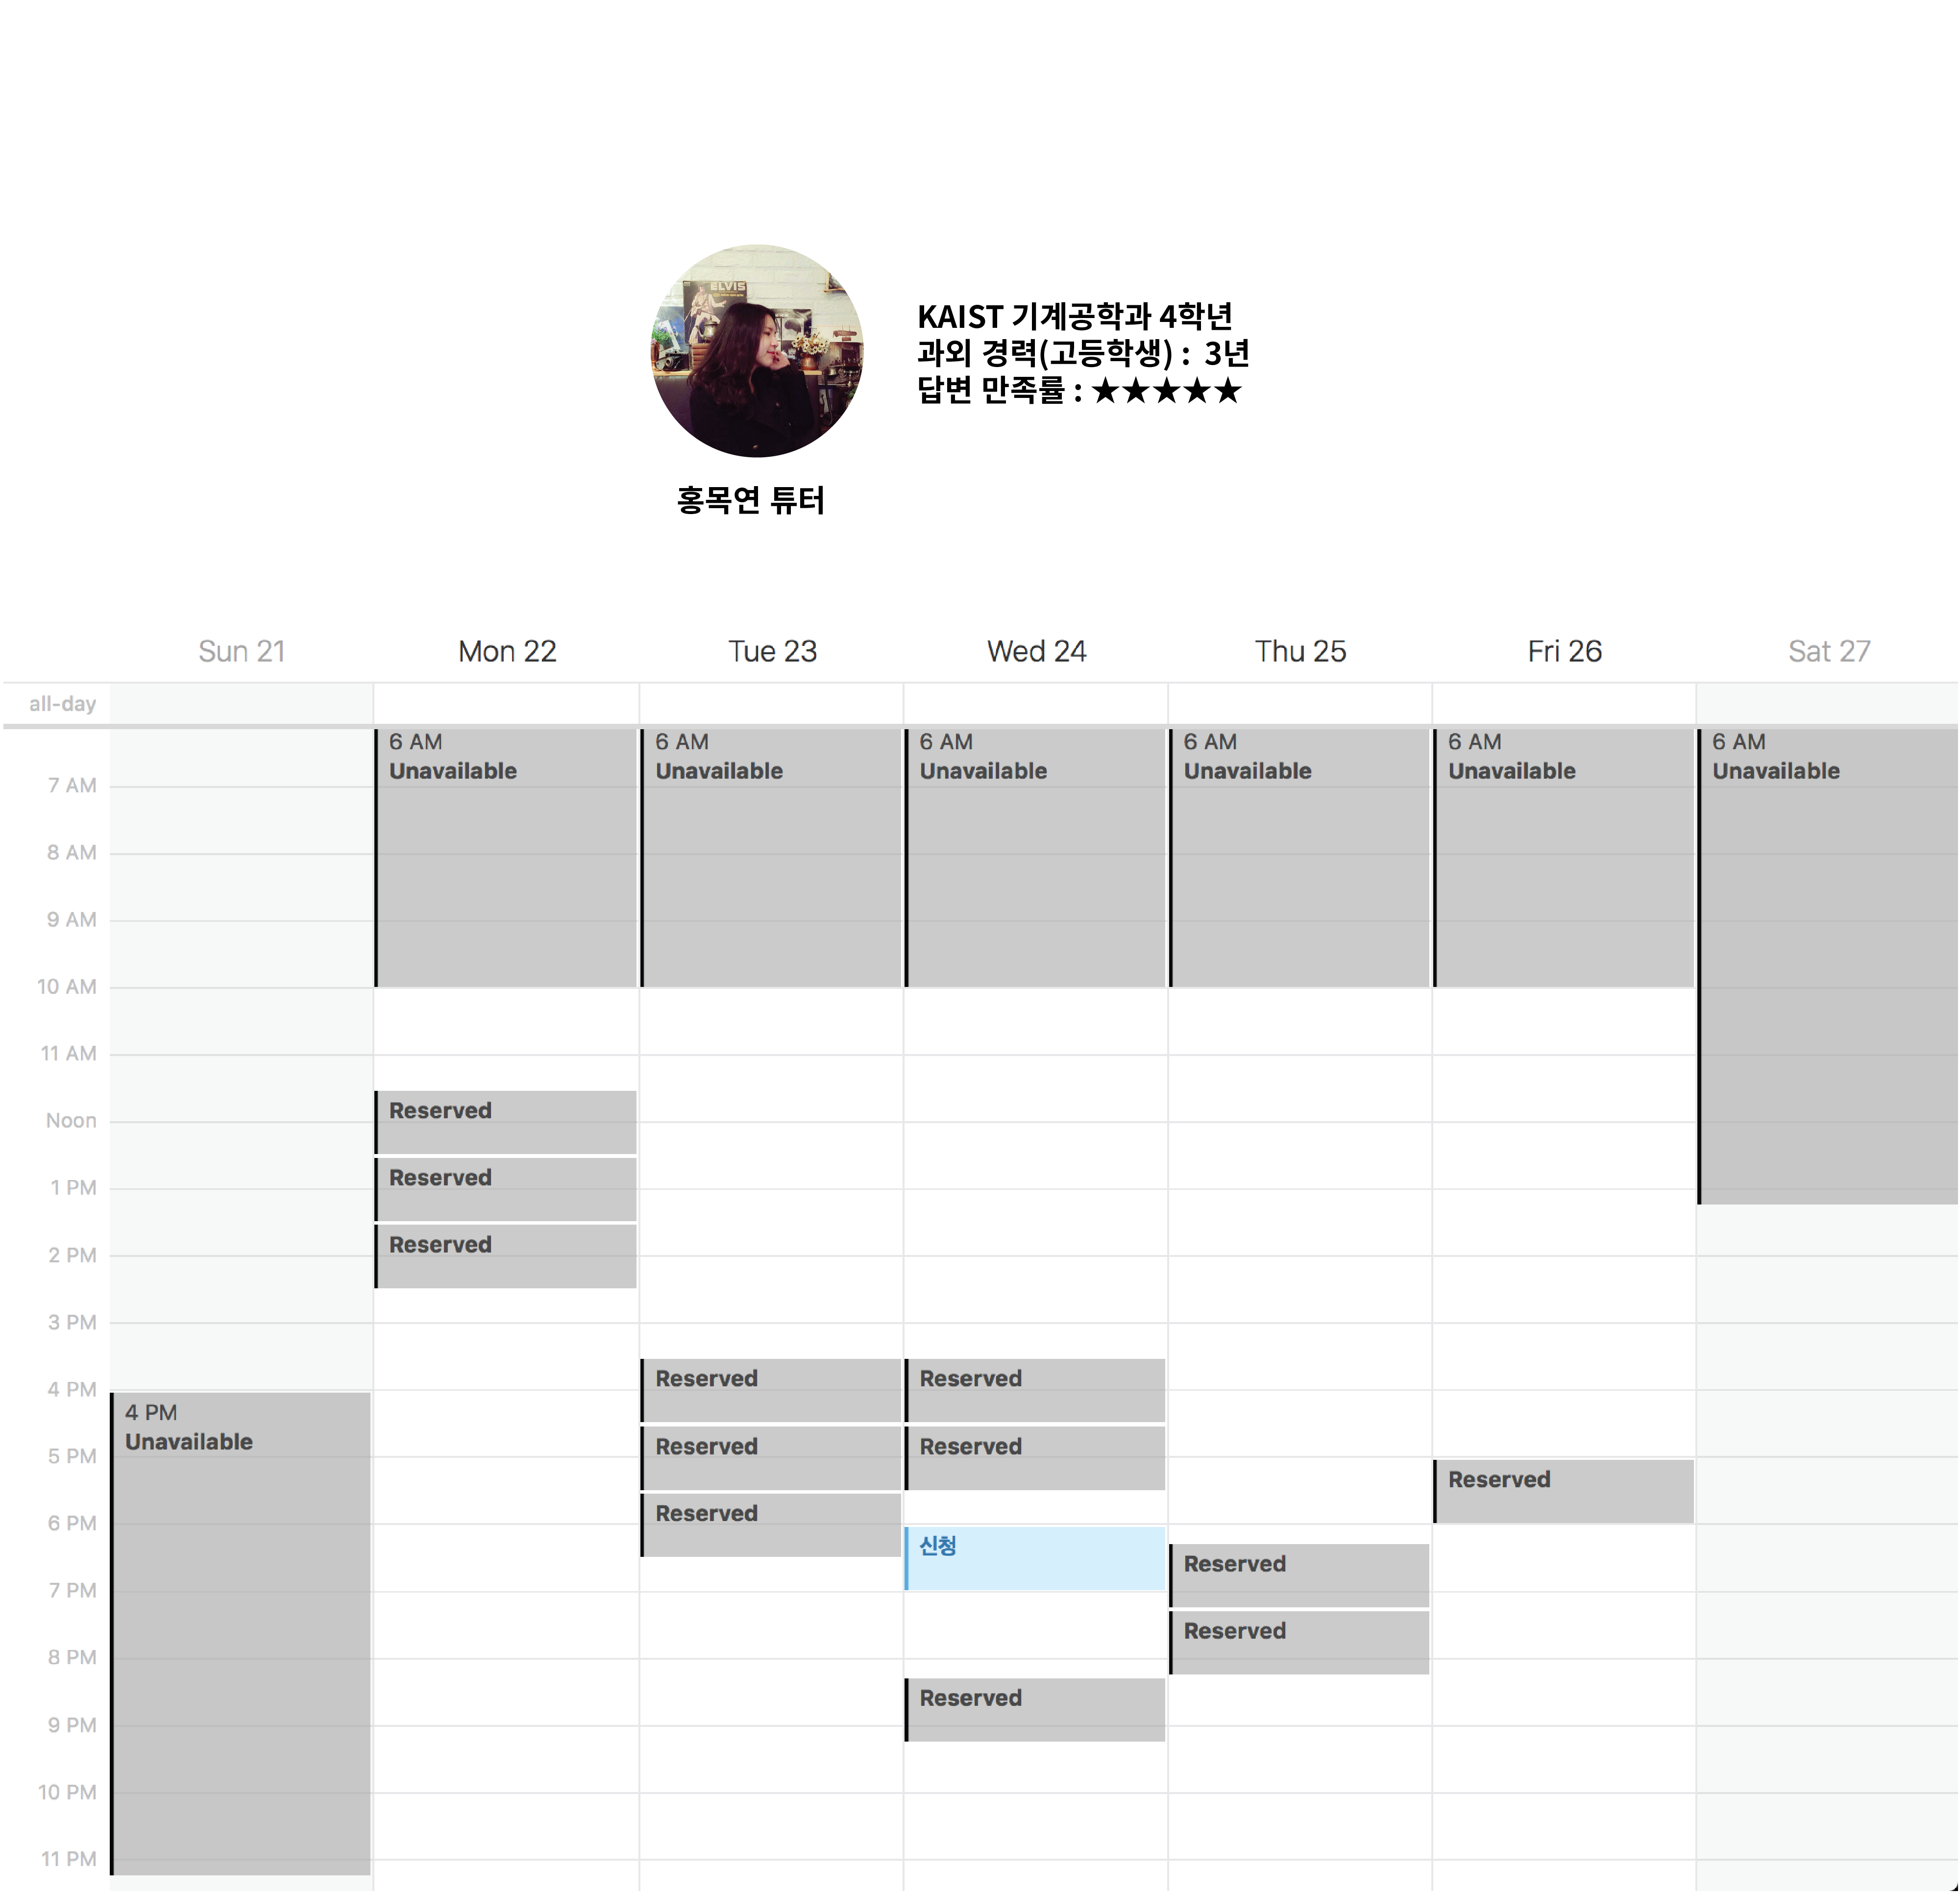 ELVIS
KAIST 기계공학과 4학년
과외 경력(고등학생) : 3년
답변 만족률 : ★★★★★
홍목연 튜터
Sun 21
Mon 22
Tue 23
Wed 24
Thu 25
Fri 26
Sat 27
all-day
6 AM
Unavailable
6 AM
Unavailable
6 AM
Unavailable
6 AM
Unavailable
6 AM
Unavailable
6 AM
Unavailable
7 AM
8 AM
9 AM
10 AM
11 AM
Reserved
Noon
Reserved
1 PM
Reserved
2 PM
3 PM
Reserved
Reserved
4 PM
4 PM
Unavailable
Reserved
Reserved
5 PM
Reserved
Reserved
6 PM
신청
Reserved
7 PM
Reserved
8 PM
Reserved
9 PM
10 PM
11 PM